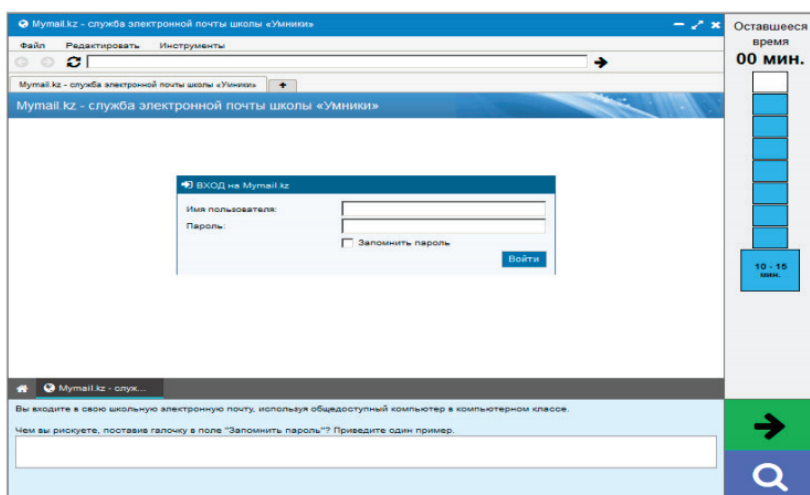 Mymail.kz - служба электронной почты школы «Умники»
Файл Редактировать Инструменты
Mymail.kz - служба электронной почты школы «Умники»
Mymail.kz - служба электронной почты школы «Умники»
ВХОД на Mymail.kz
Имя пользователя:
Пароль:
Запомнить пароль
Войти
Mymail.kz - служ...
Вы входите в свою школьную электронную почту, используя общедоступный компьютер в компьютерном классе.
Чем вы рискуете, поставив галочку в поле "Запомнить пароль"? Приведите один пример.
Оставшееся
время
00 мин.
10 - 15
мин.